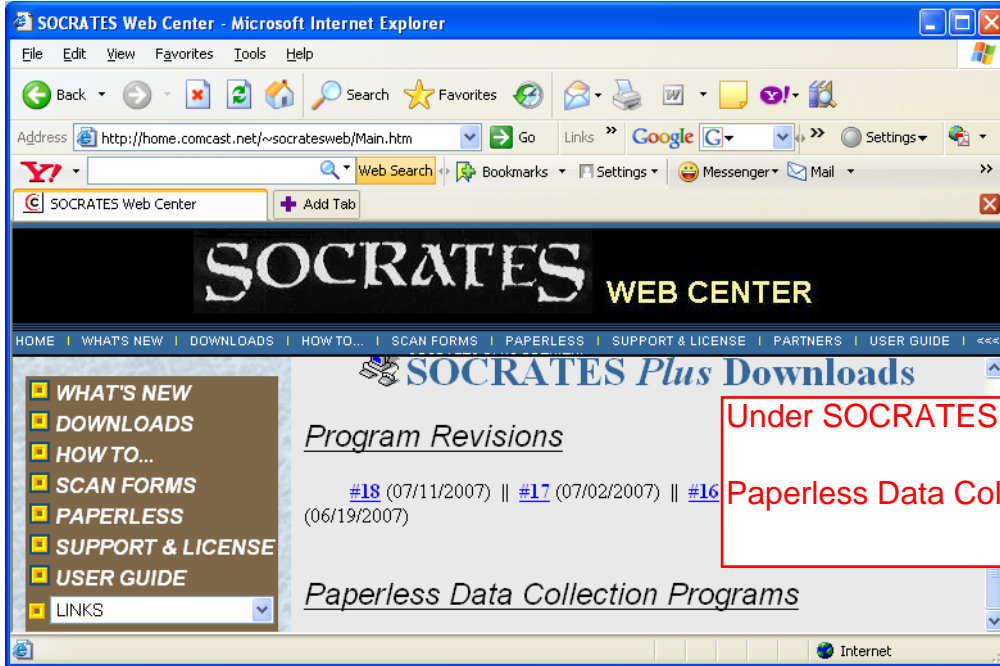 SOCRATES Web Center - Microsoft Internet Explorer
File Edit View Favorites Tools Help
Back Search Favorites
Address http://home.comcast.net/~socratesweb/Main.htm Go Links » Google G Settings
Y! Web Search Bookmarks Settings Messenger Mail »
SOCRATES Web Center Add Tab
SOCRATES WEB CENTER
HOME | WHAT'S NEW | DOWNLOADS | HOW TO... | SCAN FORMS | PAPERLESS | SUPPORT & LICENSE | PARTNERS | USER GUIDE | <<<
WHAT'S NEW
DOWNLOADS
HOW TO...
SCAN FORMS
PAPERLESS
SUPPORT & LICENSE
USER GUIDE
LINKS
SOCRATES Plus Downloads
Program Revisions
#18 (07/11/2007) || #17 (07/02/2007) || #16
(06/19/2007)
Paperless Data Collection Programs
Under SOCRATES
Paperless Data Col
Internet